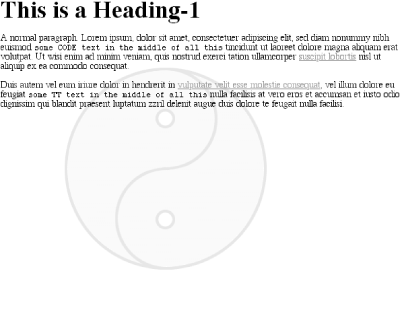 This is a Heading-1
A normal paragraph. Lorem ipsum, dolor sit amet, consectetuer adipiscing elit, sed diam nonummy nibh
euismod some CODE text in the middle of all this tincidunt ut laoreet dolore magna aliquam erat
volutpat. Ut wisi enim ad minim veniam, quis nostrud exerci tation ullamcorper suscipit lobortis nisl ut
aliquip ex ea commodo consequat.
Duis autem vel eum iriure dolor in hendrerit in vulputate velit esse molestie consequat, vel illum dolore eu
feugiat some TT text in the middle of all this nulla facilisis at vero eros et accumsan et iusto odio
dignissim qui blandit praesent luptatum zzril delenit augue duis dolore te feugait nulla facilisi.